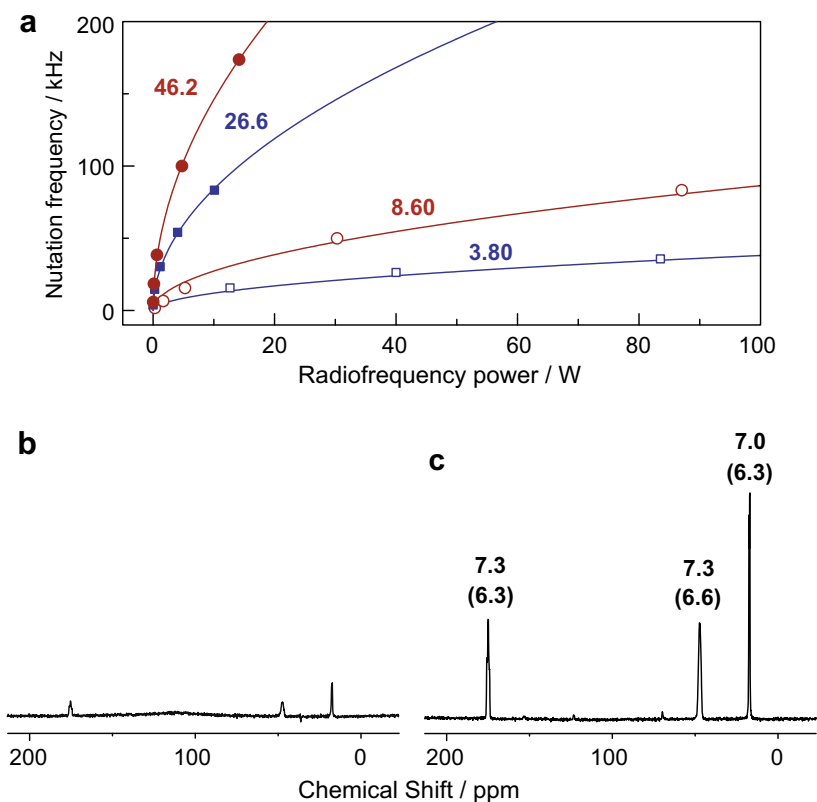 a
200
100
0
Nutation frequency / kHz
46.2
26.6
8.60
3.80
0 20 40 60 80 100
Radiofrequency power / W
b
c
7.3
(6.3)
7.3
(6.6)
7.0
(6.3)
200 100 0
200 100 0
Chemical Shift / ppm